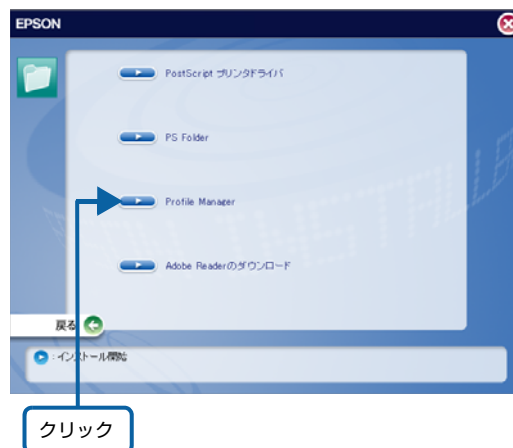 EPSON
PostScript プリンタドライバ
PS Folder
Profile Manager
Adobe Readerのダウンロード
戻る
：インストール開始
クリック